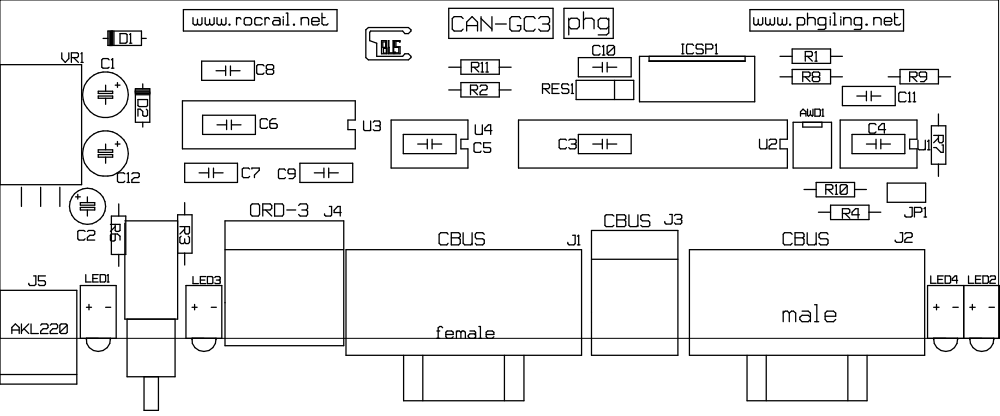 www.rocrail.net
CAN-GC3
phg
www.phgiling.net
D1
BUS
C10
ICSP1
R1
VR1
C1
C8
R11
R8
R9
R2
RES1
C11
D2
AWD1
C6
U3
U4
C5
C3
U2
C4
U1
R7
C12
C7
C9
R10
R4
JP1
C2
R6
R3
ORD-3
J4
CBUS
J1
CBUS
J3
CBUS
J2
J5
LED1
LED3
LED4
LED2
+ -
+ -
+ -
+ -
AKL220
female
male